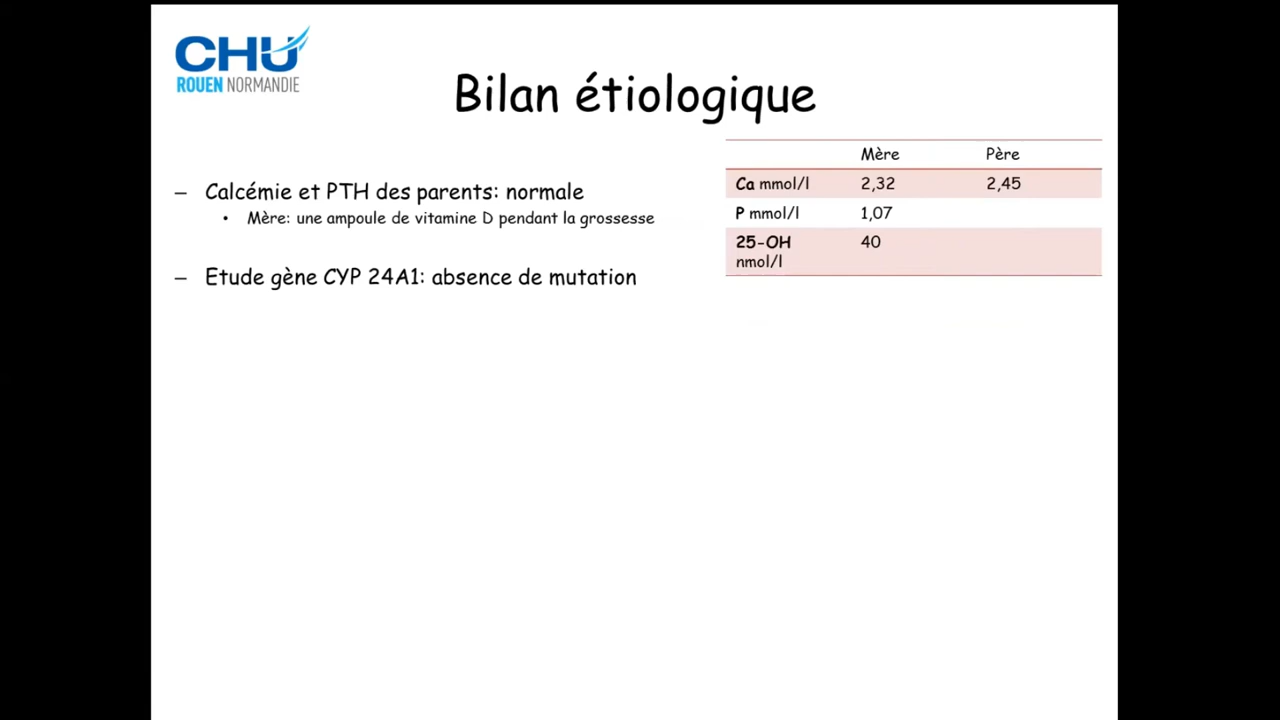 CHU
ROUEN NORMANDIE
Bilan étiologique
– Calcémie et PTH des parents: normale
• Mère: une ampoule de vitamine D pendant la grossesse
– Etude gène CYP 24A1: absence de mutation
Mère Père
Ca mmol/l 2,32 2,45
P mmol/l 1,07
25-OH 40
nmol/l